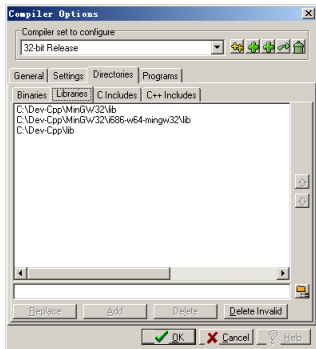 Compiler Options
Compiler set to configure
32-bit Release
General Settings Directories Programs
Binaries Libraries C Includes C++ Includes
C:\Dev-Cpp\MinGW32\lib
C:\Dev-Cpp\MinGW32\i686-w64-mingw32\lib
C:\Dev-Cpp\lib
Replace Add Delete Delete Invalid
OK Cancel Help